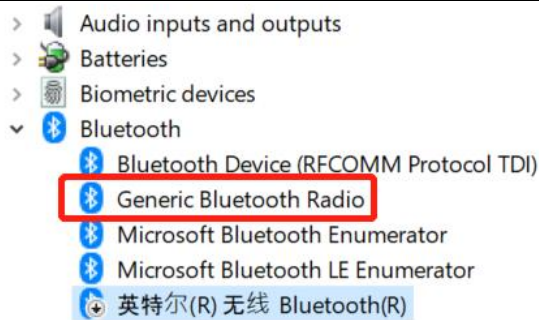 Audio inputs and outputs
Batteries
Biometric devices
Bluetooth
Bluetooth Device (RFCOMM Protocol TDI)
Generic Bluetooth Radio
Microsoft Bluetooth Enumerator
Microsoft Bluetooth LE Enumerator
英特尔(R) 无线 Bluetooth(R)